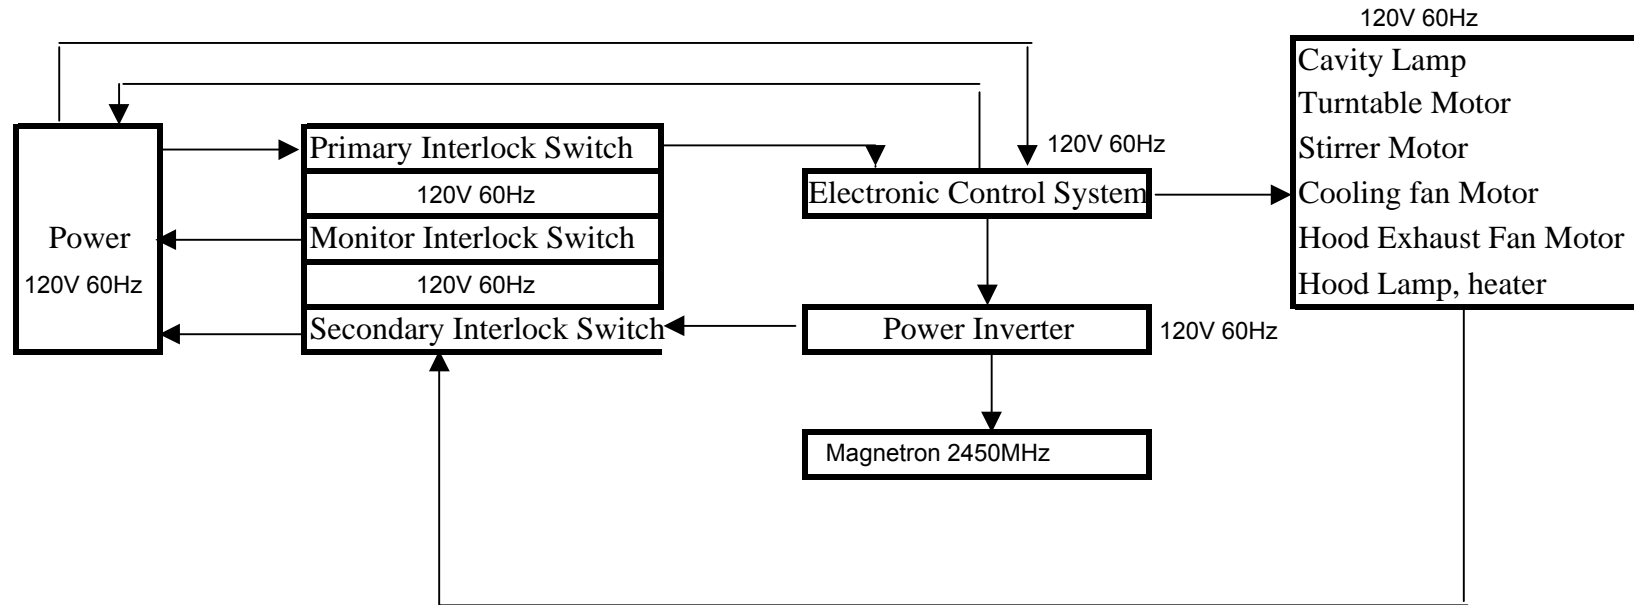 120V 60Hz
Cavity Lamp
Turntable Motor
Stirrer Motor
Cooling fan Motor
Hood Exhaust Fan Motor
Hood Lamp, heater
Primary Interlock Switch
120V 60Hz
Monitor Interlock Switch
120V 60Hz
Secondary Interlock Switch
Power
120V 60Hz
120V 60Hz
Electronic Control System
Power Inverter
120V 60Hz
Magnetron 2450MHz